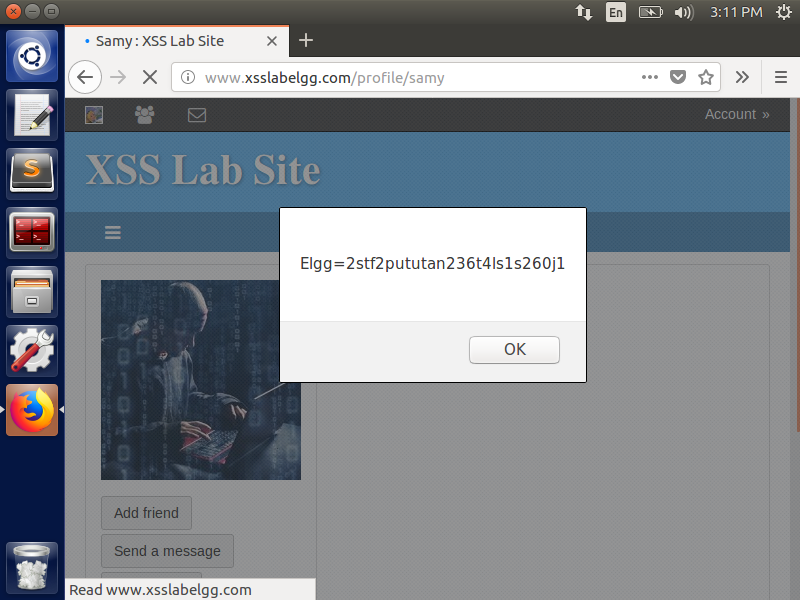 En
3:11 PM
Samy : XSS Lab Site
www.xsslabelgg.com/profile/samy
Account »
XSS Lab Site
Elgg=2stf2pututan236t4ls1s260j1
OK
Add friend
Send a message
Read www.xsslabelgg.com